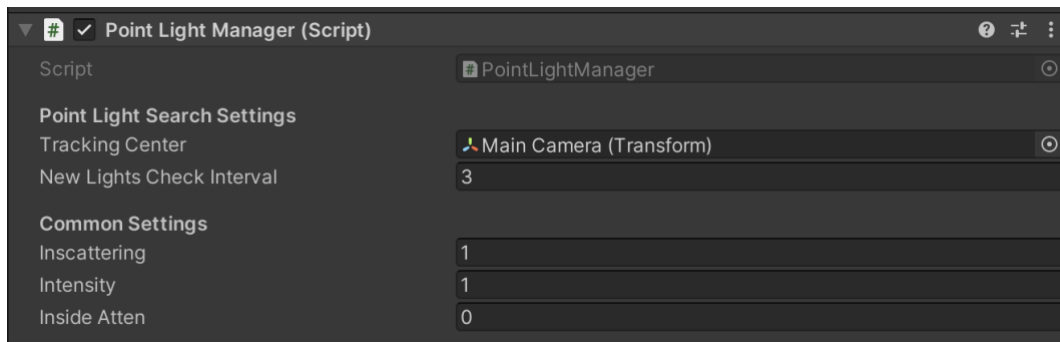 # Point Light Manager (Script)
Script # PointLightManager
Point Light Search Settings
Tracking Center Main Camera (Transform)
New Lights Check Interval 3
Common Settings
Inscattering 1
Intensity 1
Inside Atten 0